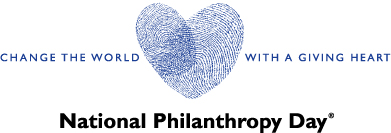 CHANGE THE WORLD WITH A GIVING HEART
National Philanthropy Day®